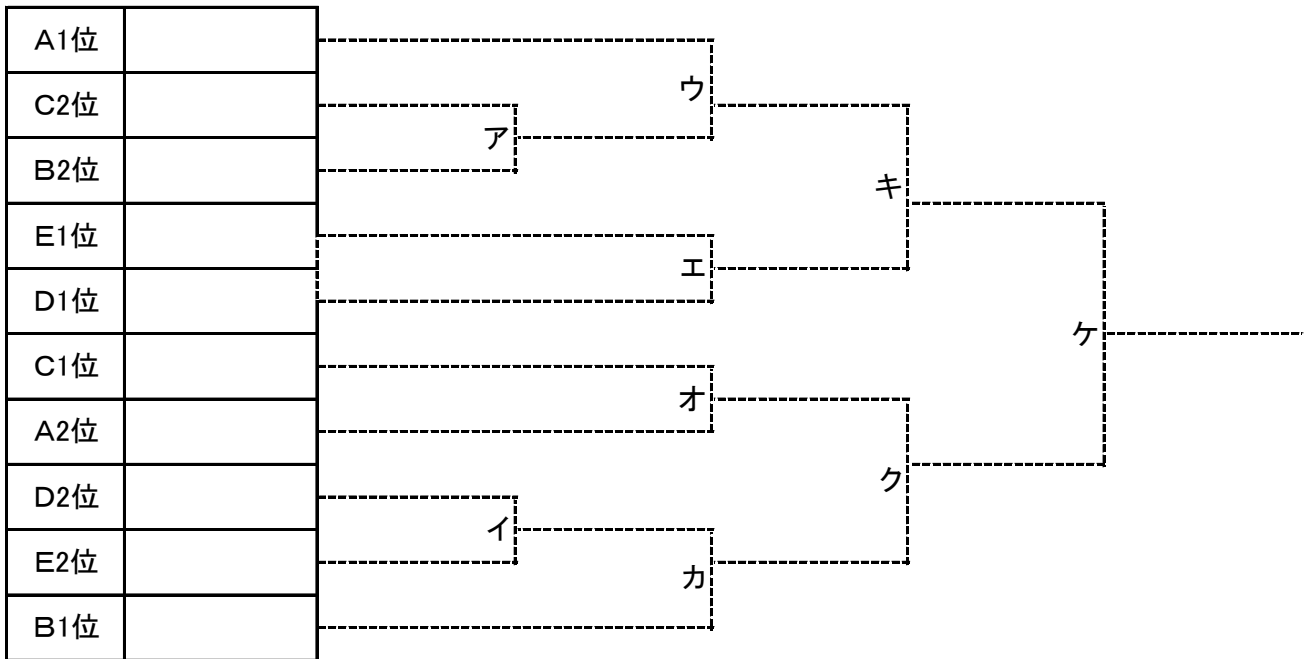 A1位
C2位
B2位
E1位
D1位
C1位
A2位
D2位
E2位
B1位
ア
イ
ウ
エ
オ
カ
キ
ク
ケ